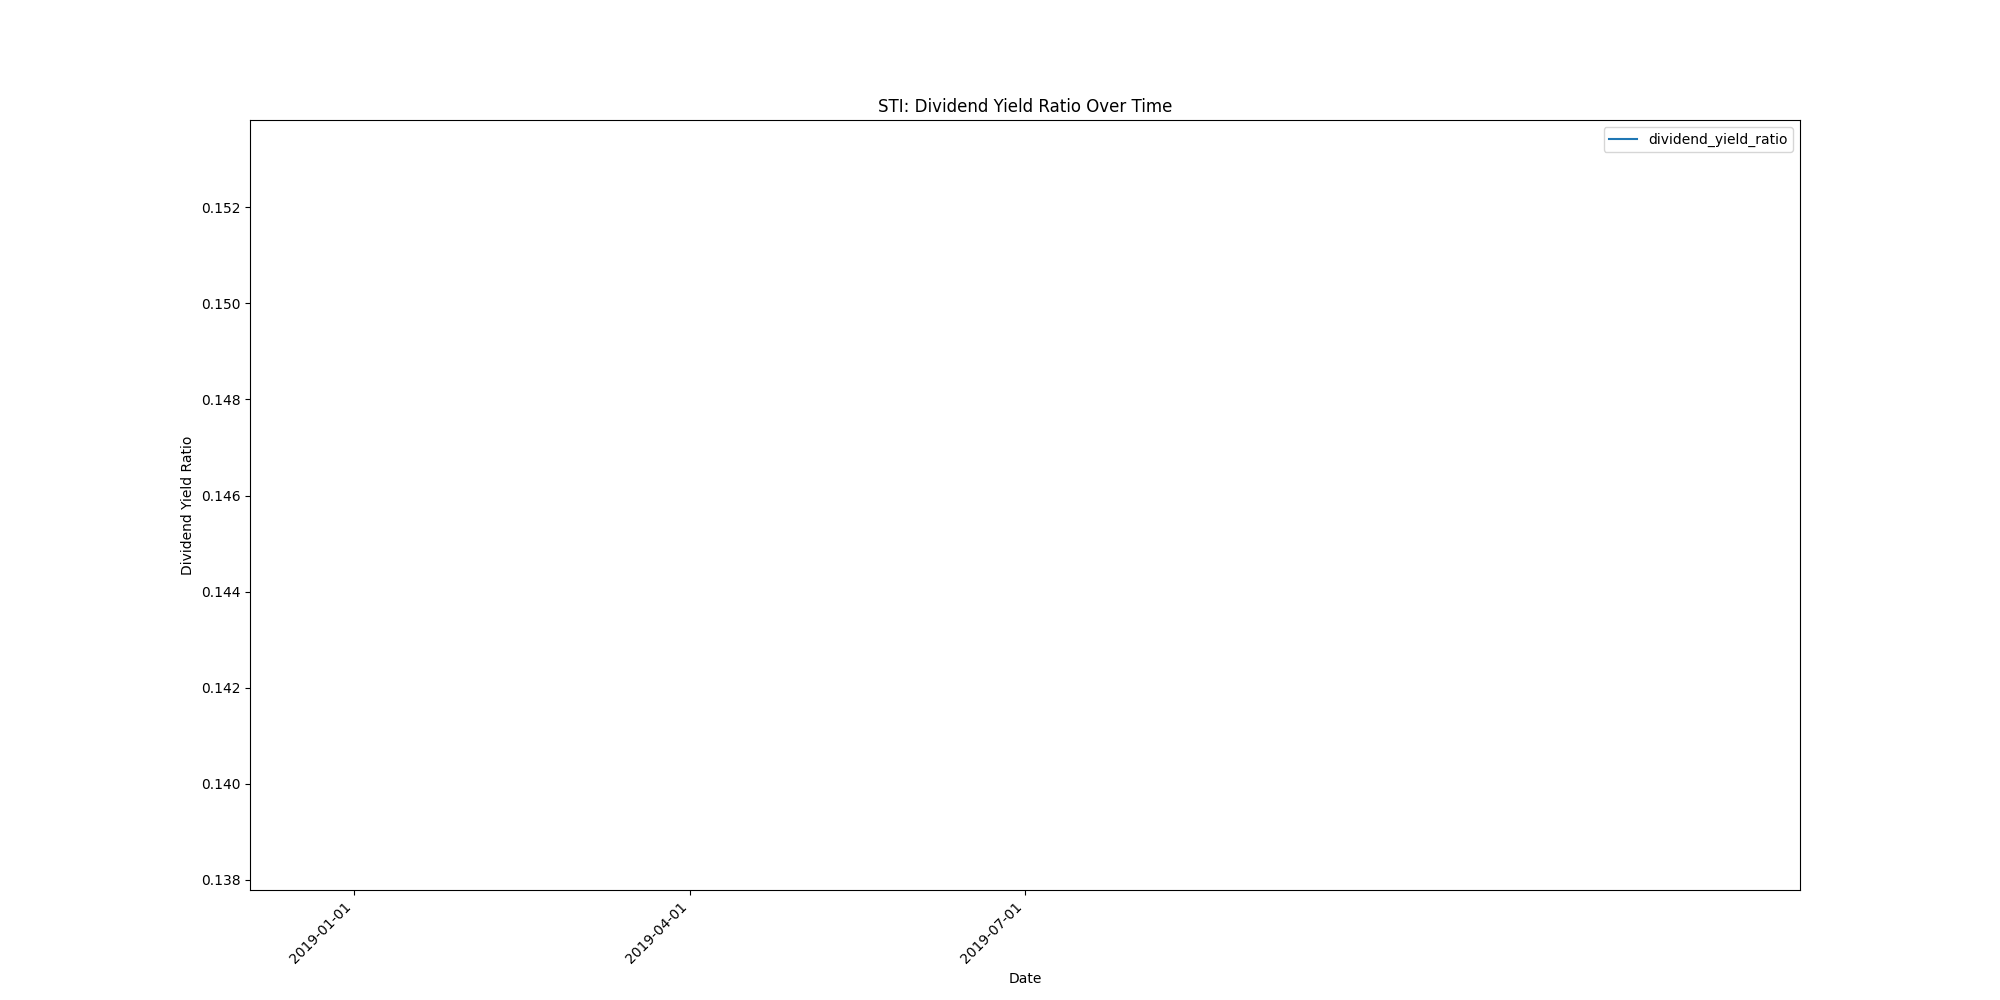 STI: Dividend Yield Ratio Over Time
dividend_yield_ratio
Dividend Yield Ratio
0.152
0.150
0.148
0.146
0.144
0.142
0.140
0.138
2019-01-01
2019-04-01
2019-07-01
Date